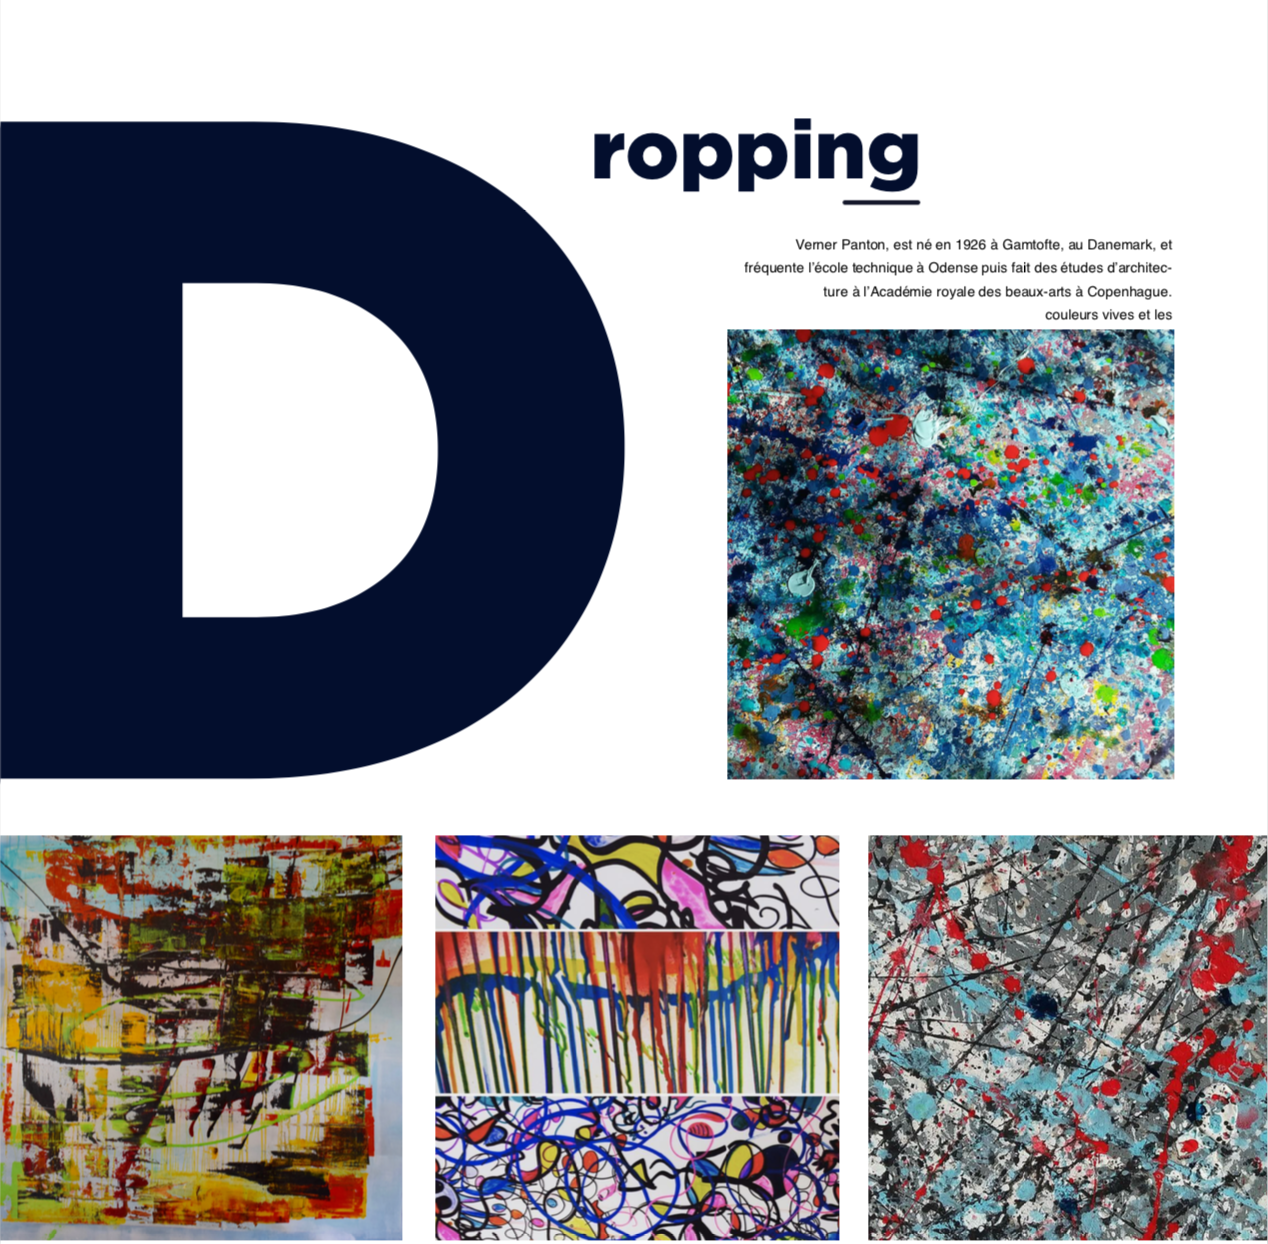 Dropping
Verner Panton, est né en 1926 à Gamtofte, au Danemark, et
fréquente l'école technique à Odense puis fait des études d'architec-
ture à l'Académie royale des beaux-arts à Copenhague.
couleurs vives et les